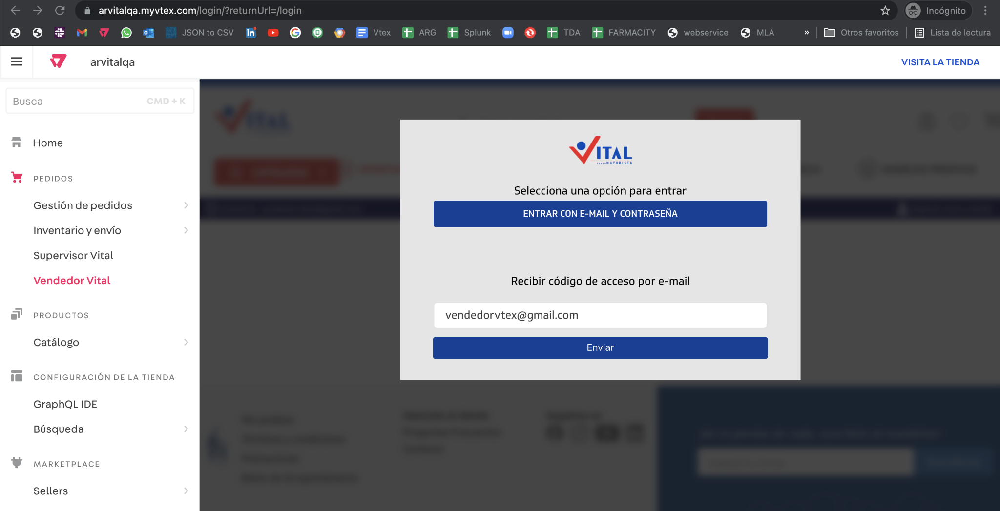 arvitalqa.myvtex.com/login/?returnUrl=/login
Incógnito
JSON to CSV
Vtex
ARG
Splunk
TDA
FARMACITY
webservice
MLA
»
Otros favoritos
Lista de lectura
arvitalqa
VISITA LA TIENDA
Busca
CMD + K
Home
PEDIDOS
Gestión de pedidos
Inventario y envío
Supervisor Vital
Vendedor Vital
PRODUCTOS
Catálogo
CONFIGURACIÓN DE LA TIENDA
GraphQL IDE
Búsqueda
MARKETPLACE
Sellers
VITAL
SUPERMAYORISTA
Selecciona una opción para entrar
ENTRAR CON E-MAIL Y CONTRASEÑA
Recibir código de acceso por e-mail
vendedorvtex@gmail.com
Enviar